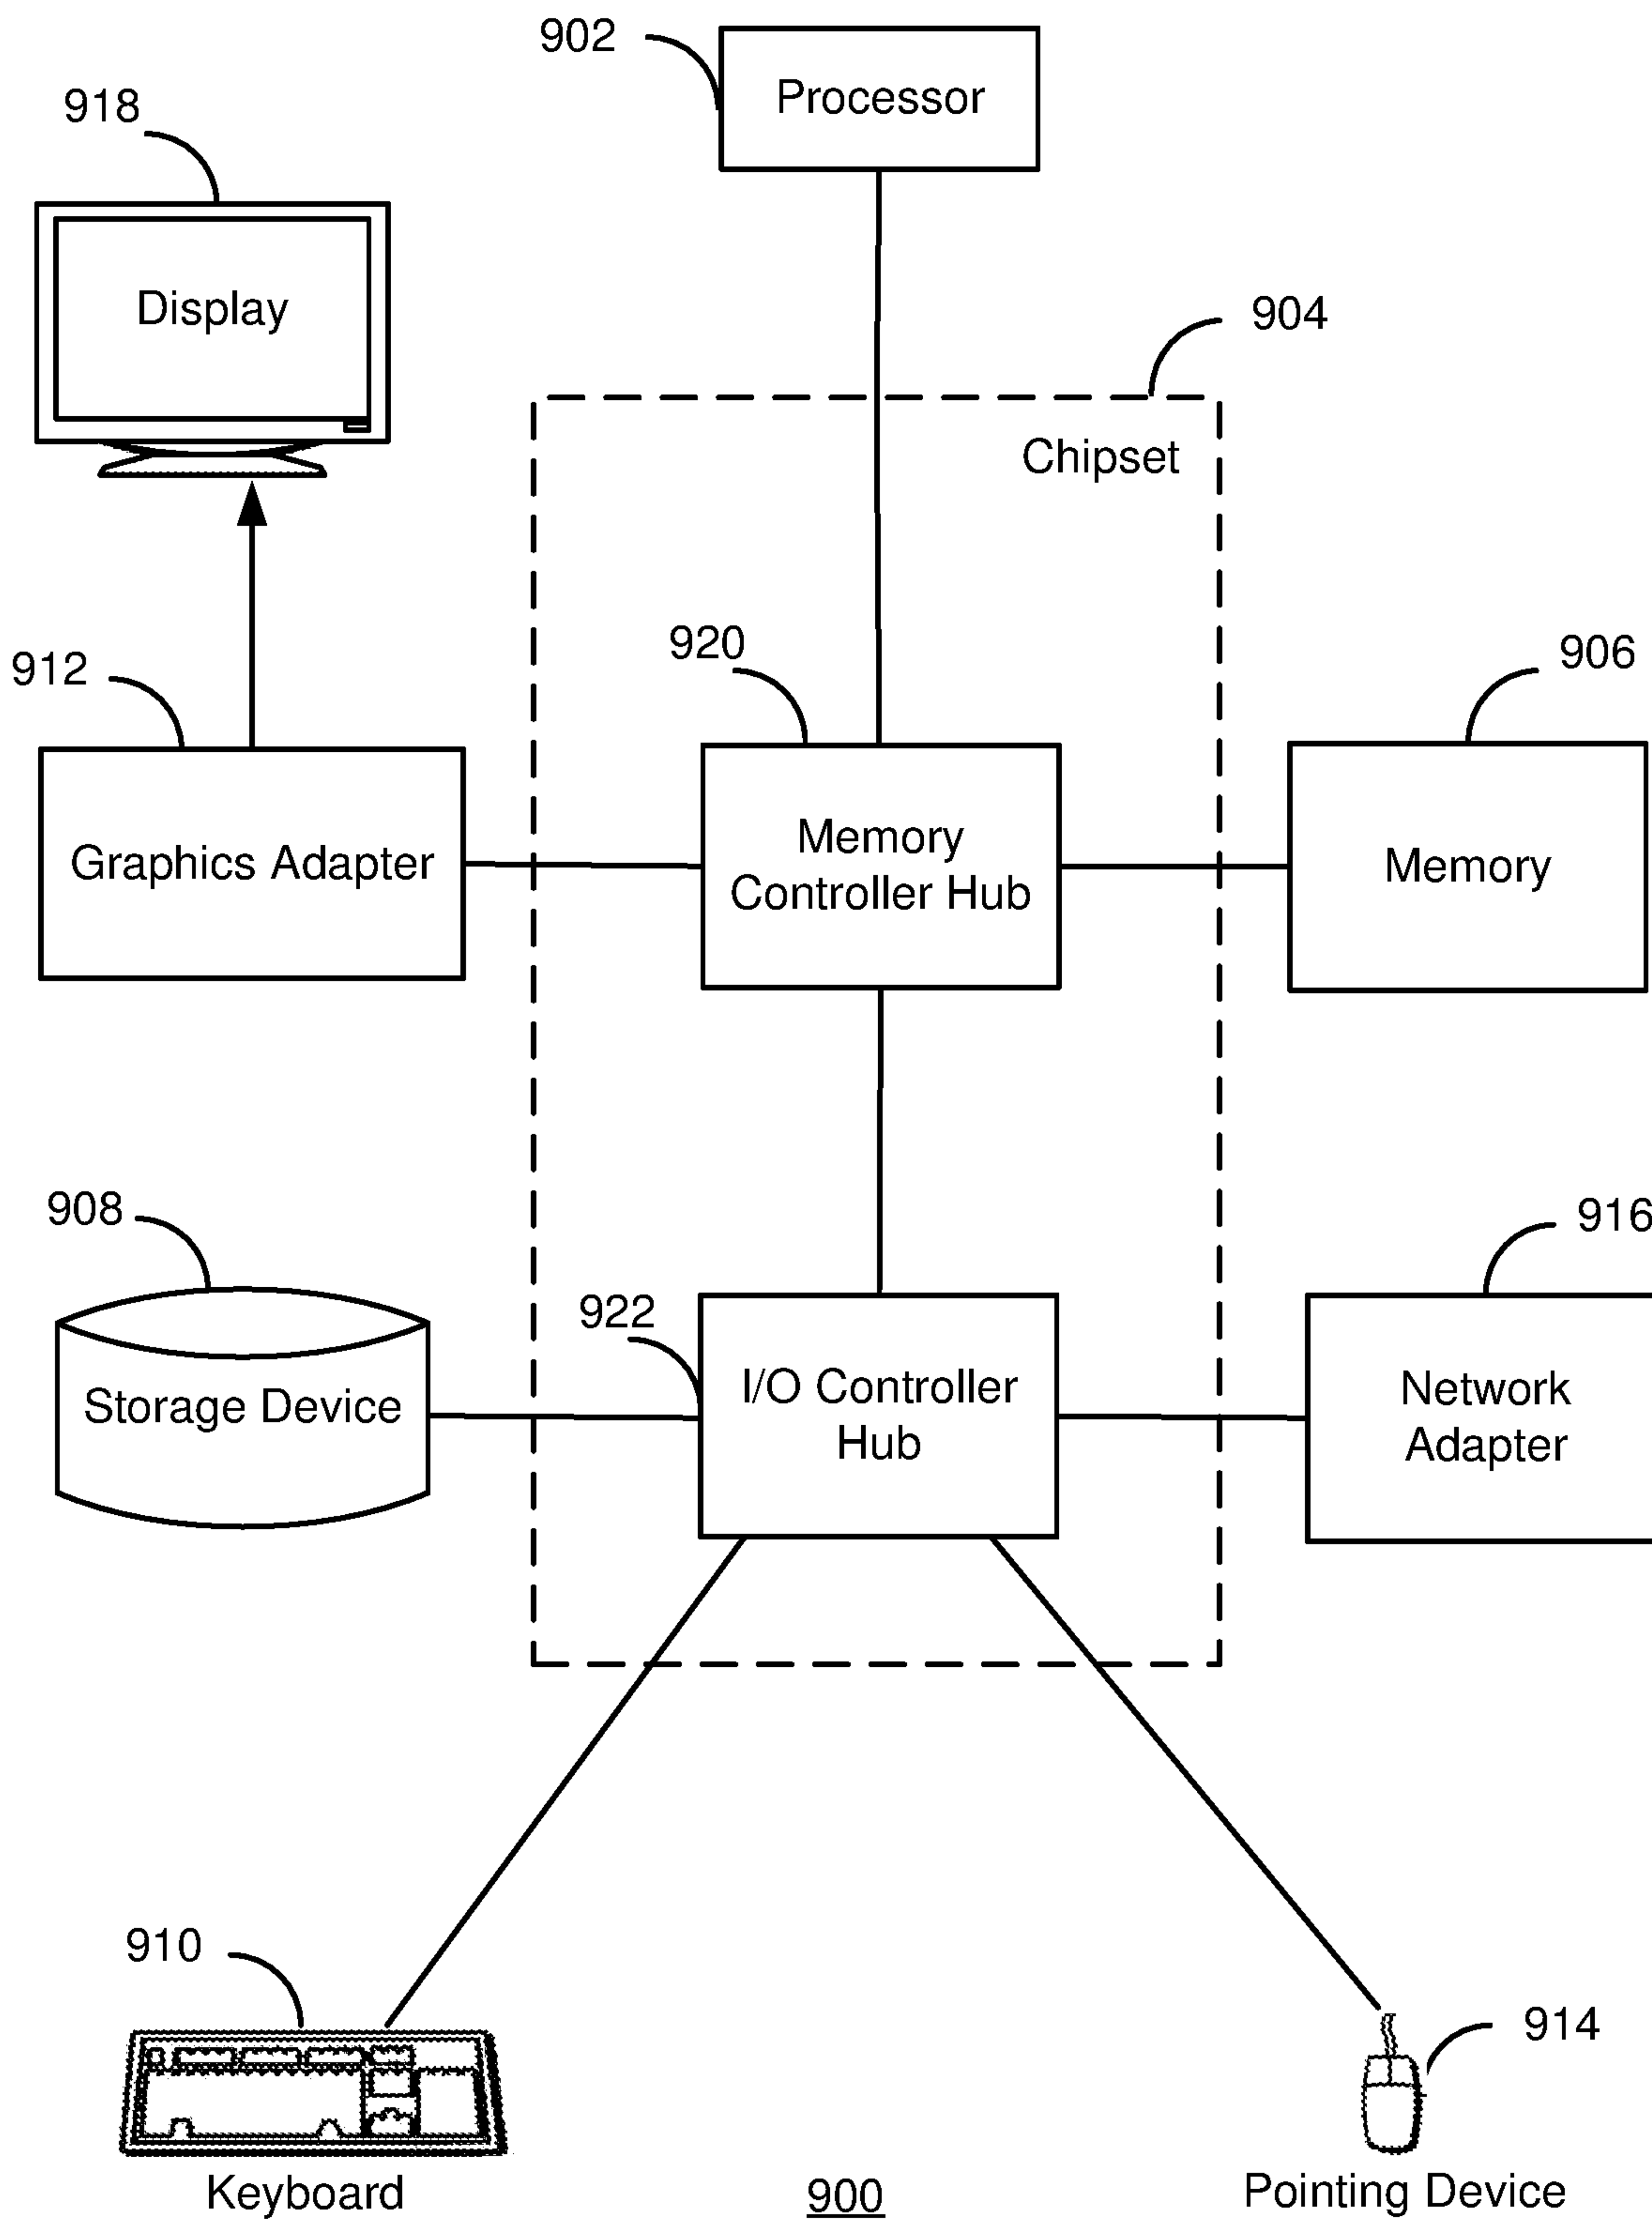 902
Processor
918
Display
904
Chipset
920
906
912
Memory
Controller Hub
Graphics Adapter
Memory
908
916
922
I/O Controller
Hub
Storage Device
Network
Adapter
910
914
Keyboard
900
Pointing Device